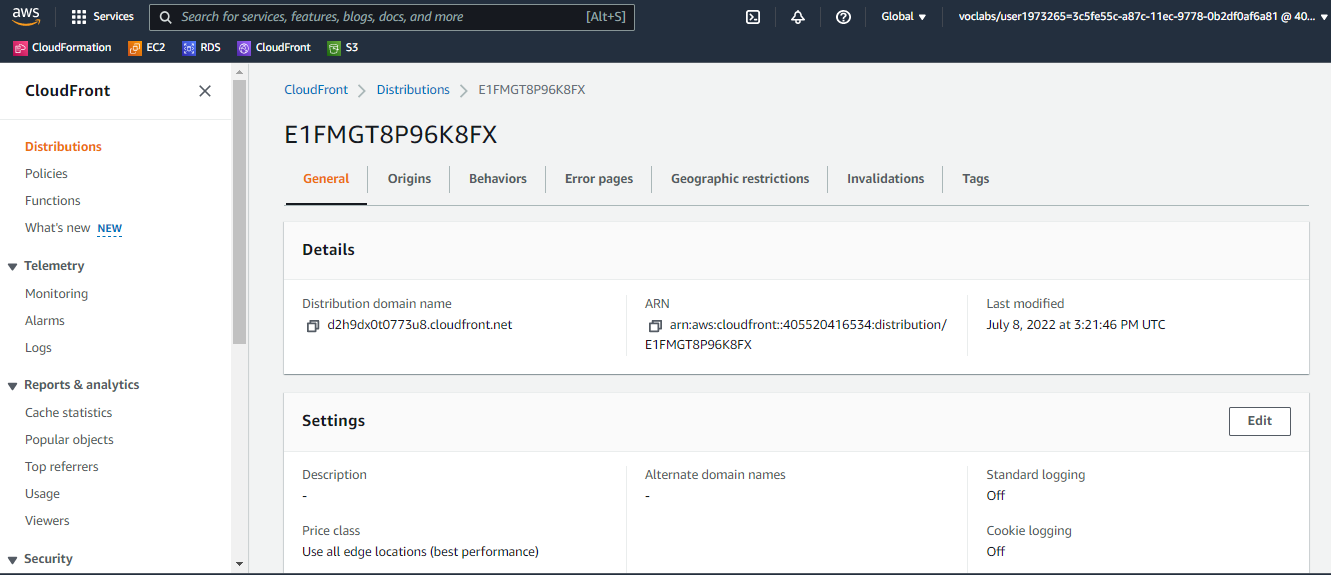 aws
Services
Search for services, features, blogs, docs, and more
[Alt+S]
Global
voclabs/user1973265=3c5fe55c-a87c-11ec-9778-0b2df0af6a81 @ 40...
CloudFormation
EC2
RDS
CloudFront
S3
CloudFront
Distributions
Policies
Functions
What's new NEW
Telemetry
Monitoring
Alarms
Logs
Reports & analytics
Cache statistics
Popular objects
Top referrers
Usage
Viewers
Security
CloudFront
Distributions
E1FMGT8P96K8FX
E1FMGT8P96K8FX
General
Origins
Behaviors
Error pages
Geographic restrictions
Invalidations
Tags
Details
Distribution domain name
d2h9dx0t0773u8.cloudfront.net
ARN
arn:aws:cloudfront::405520416534:distribution/
E1FMGT8P96K8FX
Last modified
July 8, 2022 at 3:21:46 PM UTC
Settings
Edit
Description
-
Price class
Use all edge locations (best performance)
Alternate domain names
-
Standard logging
Off
Cookie logging
Off